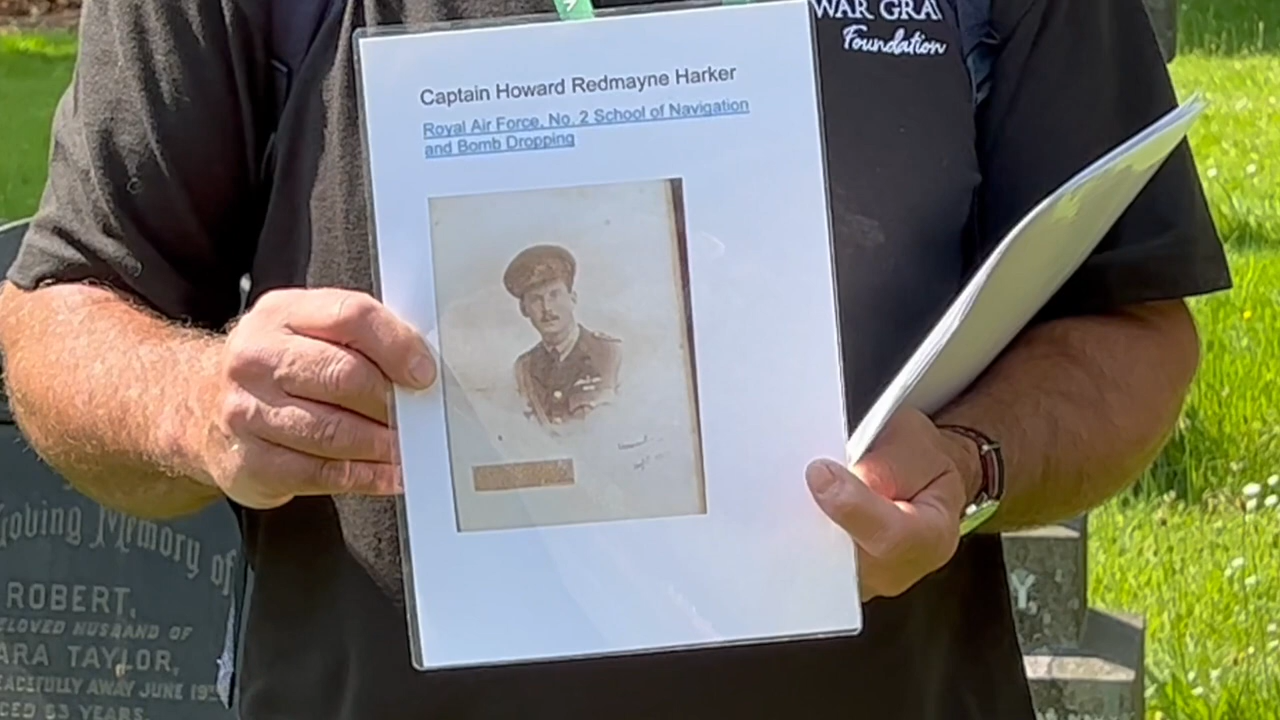 WAR GRA
Foundation
Captain Howard Redmayne Harker
Royal Air Force, No. 2 School of Navigation
and Bomb Dropping
Loving Memory of
ROBERT,
ELOVED HUSBAND OF
ARA TAYLOR,
EACEFULLY AWAY JUNE 19
CED 63 YEARS.
Y.